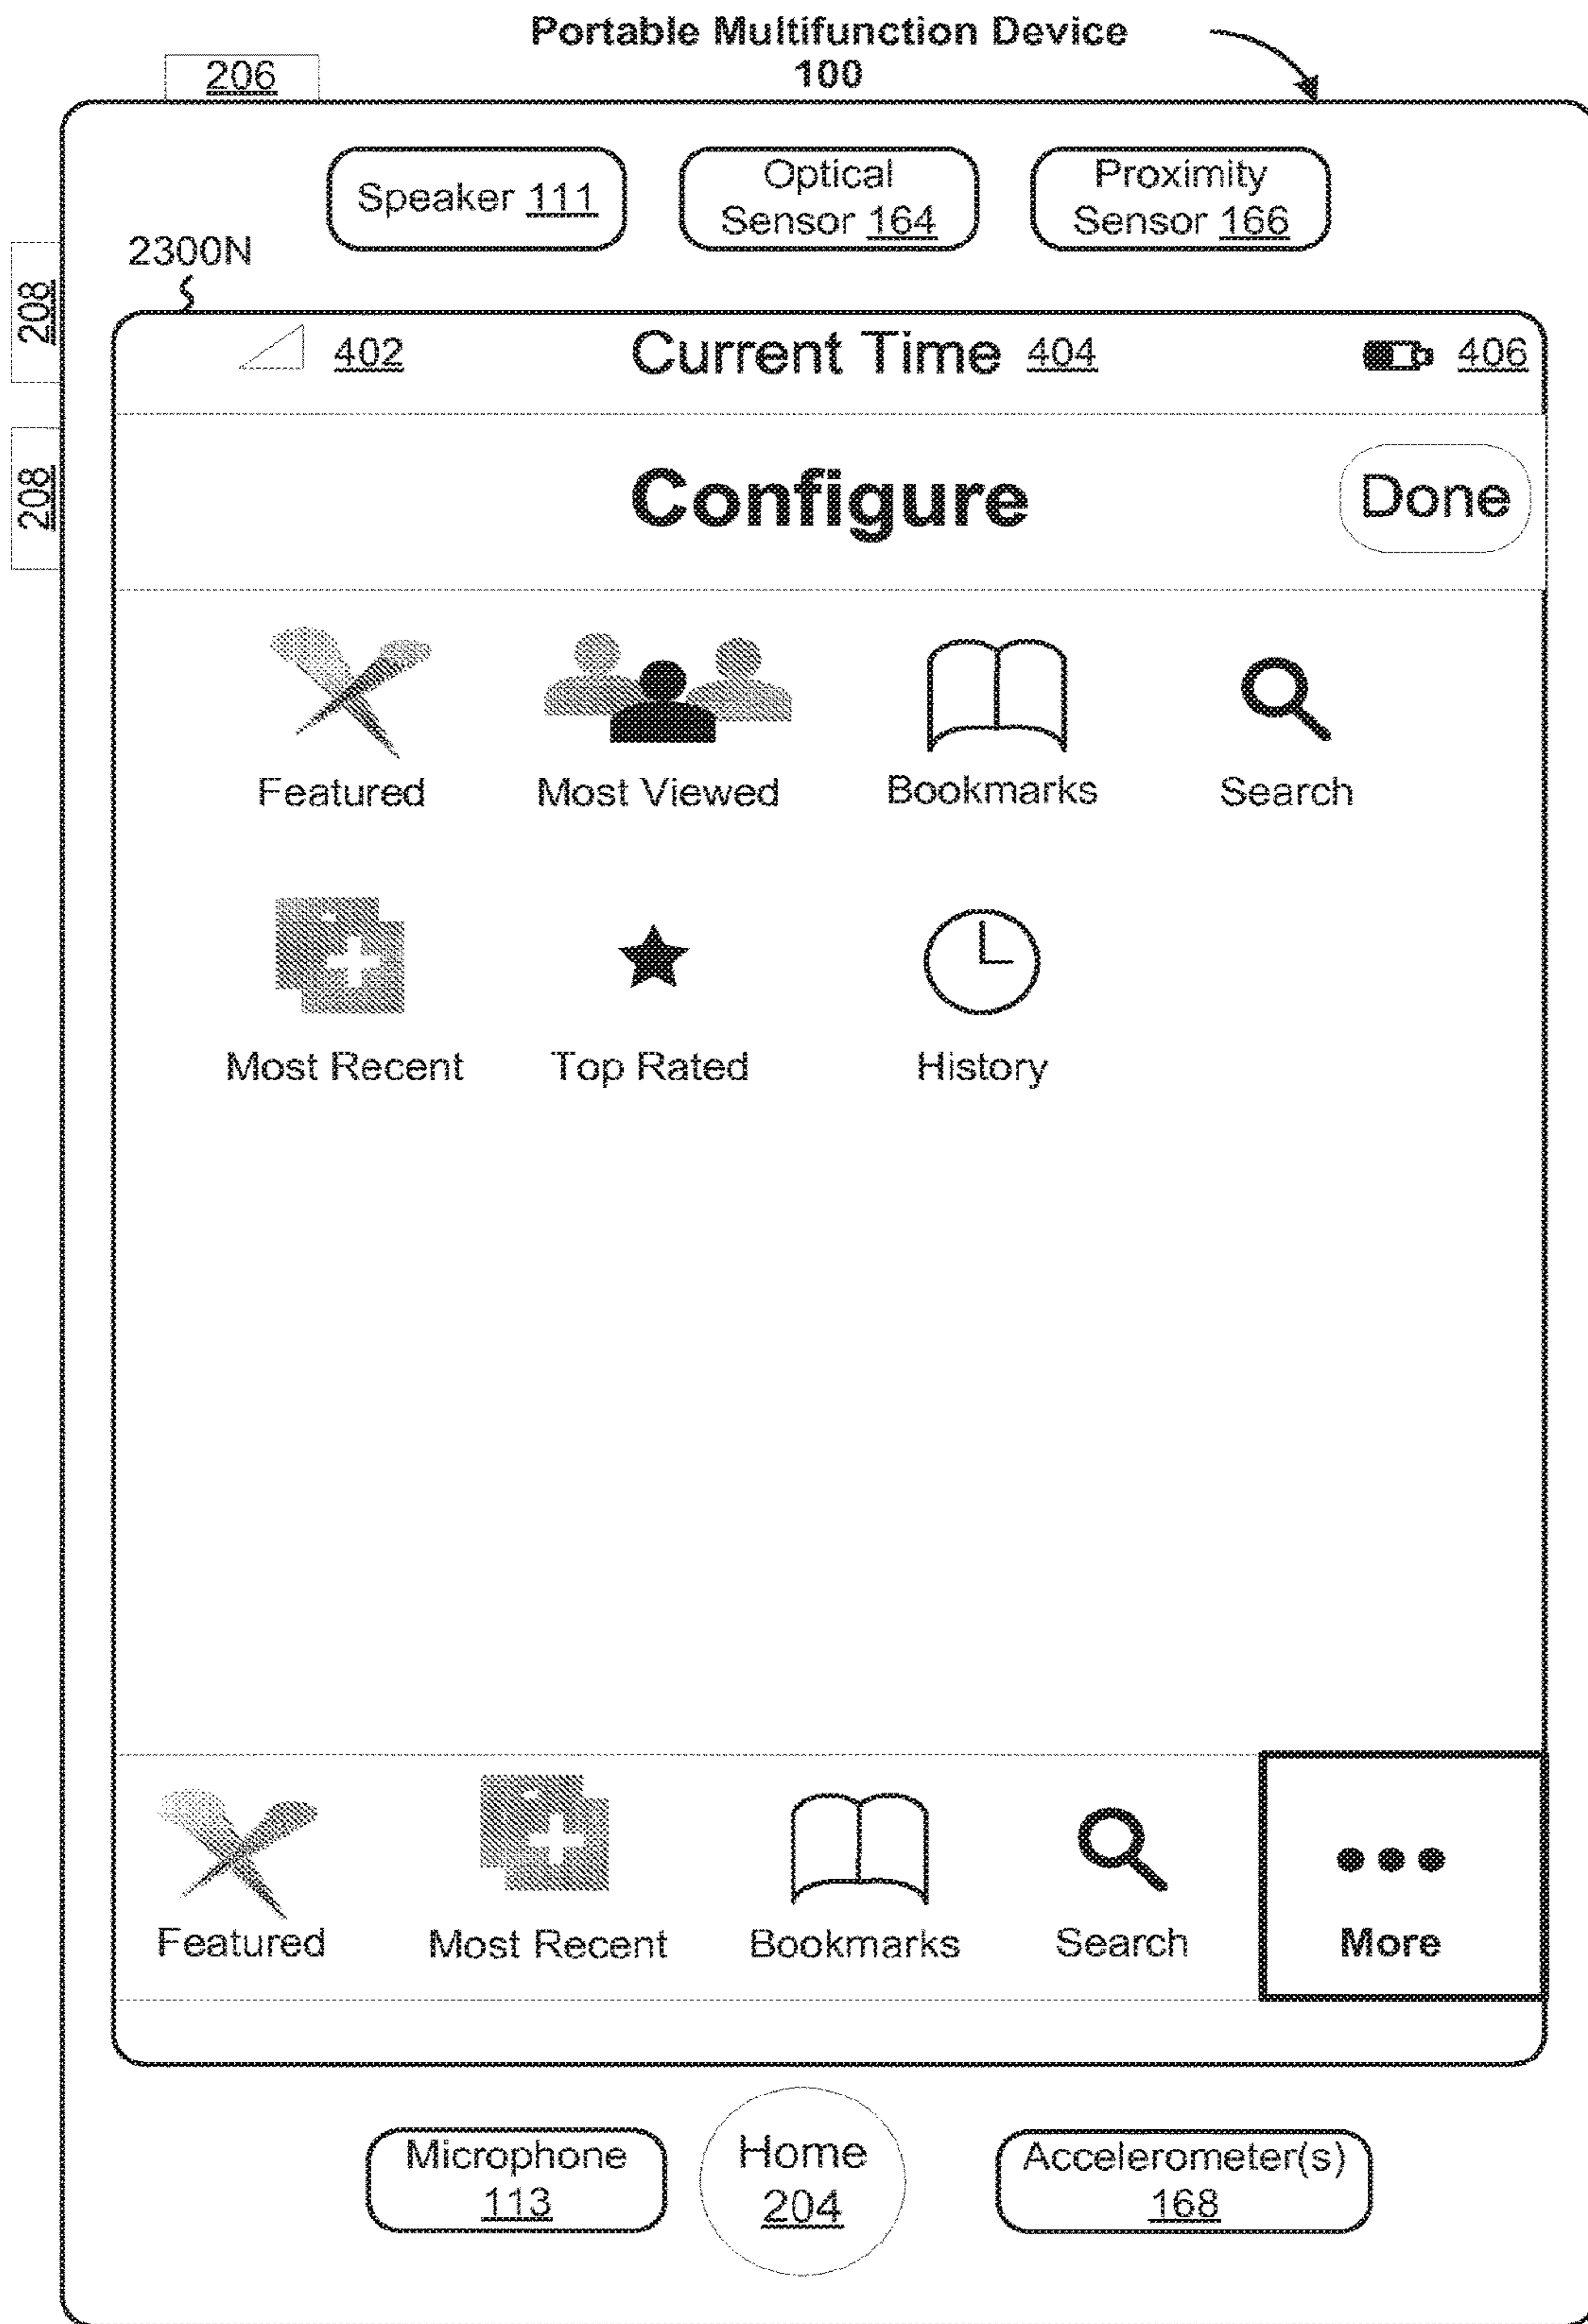 Portable Multifunction Device
100
206
Speaker 111
Optical
Sensor 164
Proximity
Sensor 166
2300N
208
208
402
Current Time 404
406
Configure
Done
Featured
Most Viewed
Bookmarks
Search
Most Recent
Top Rated
History
Featured
Most Recent
Bookmarks
Search
More
Microphone
113
Home
204
Accelerometer(s)
168